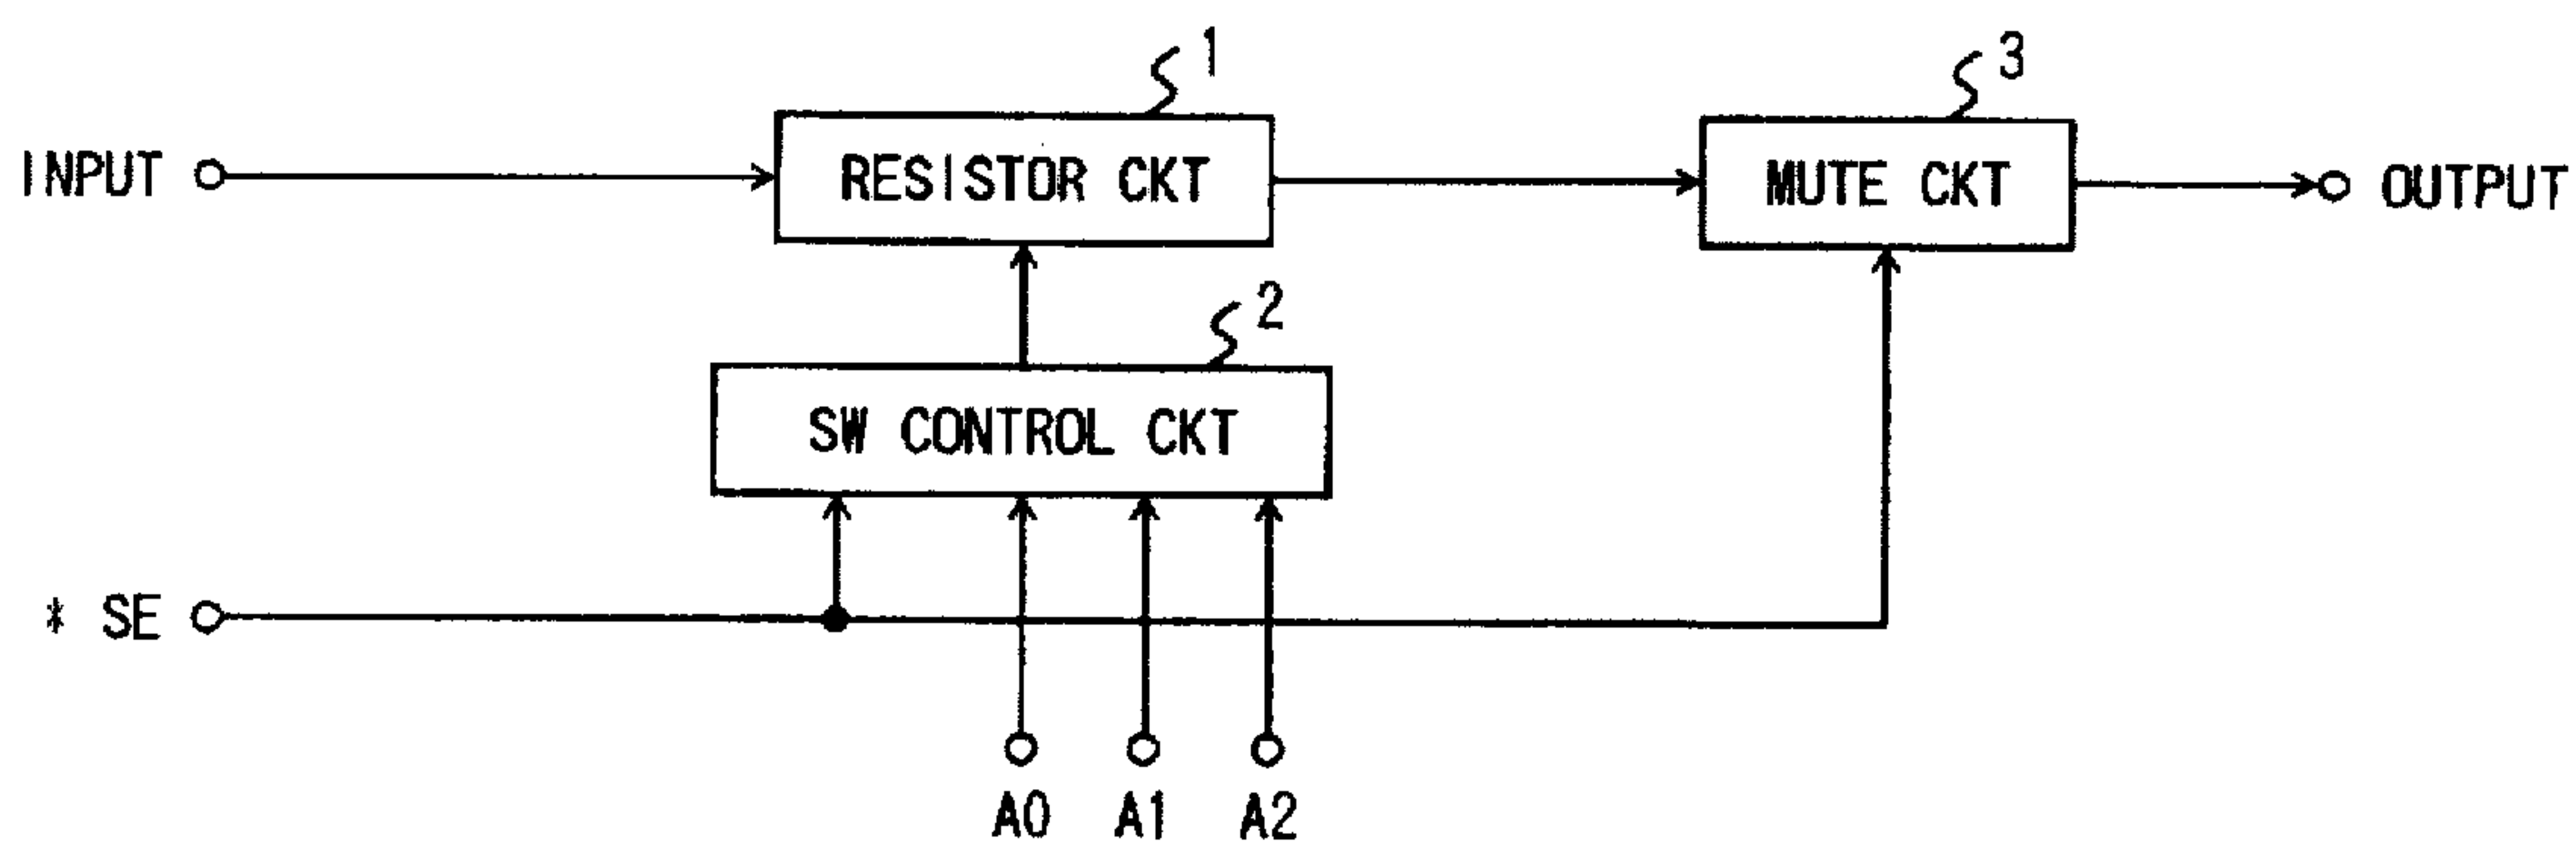 1
3
INPUT
RESISTOR CKT
MUTE CKT
OUTPUT
2
SW CONTROL CKT
* SE
A0 A1 A2